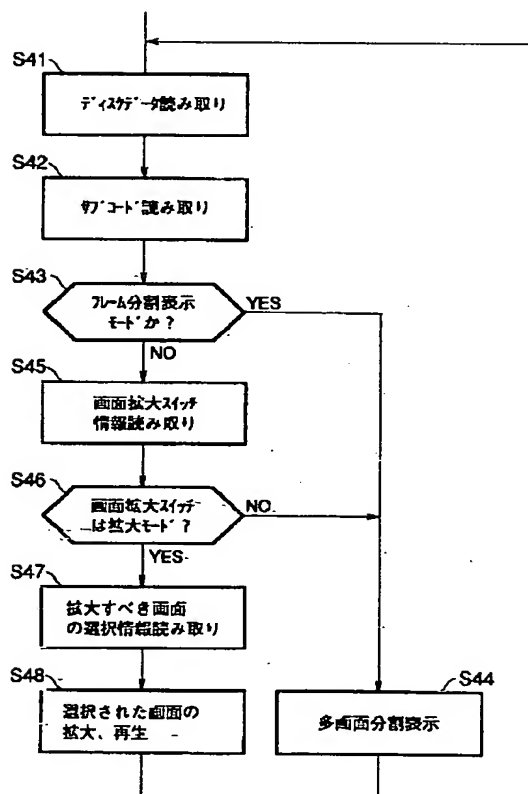 S41
ディスクデータ読み取り
S42
サブコード読み取り
S43
フレーム分割表示
モードか？
YES
NO
S45
画面拡大スイッチ
情報読み取り
S46
画面拡大スイッチ
は拡大モード？
NO
YES
S47
拡大すべき画面
の選択情報読み取り
S48
選択された画面の
拡大、再生
S44
多画面分割表示